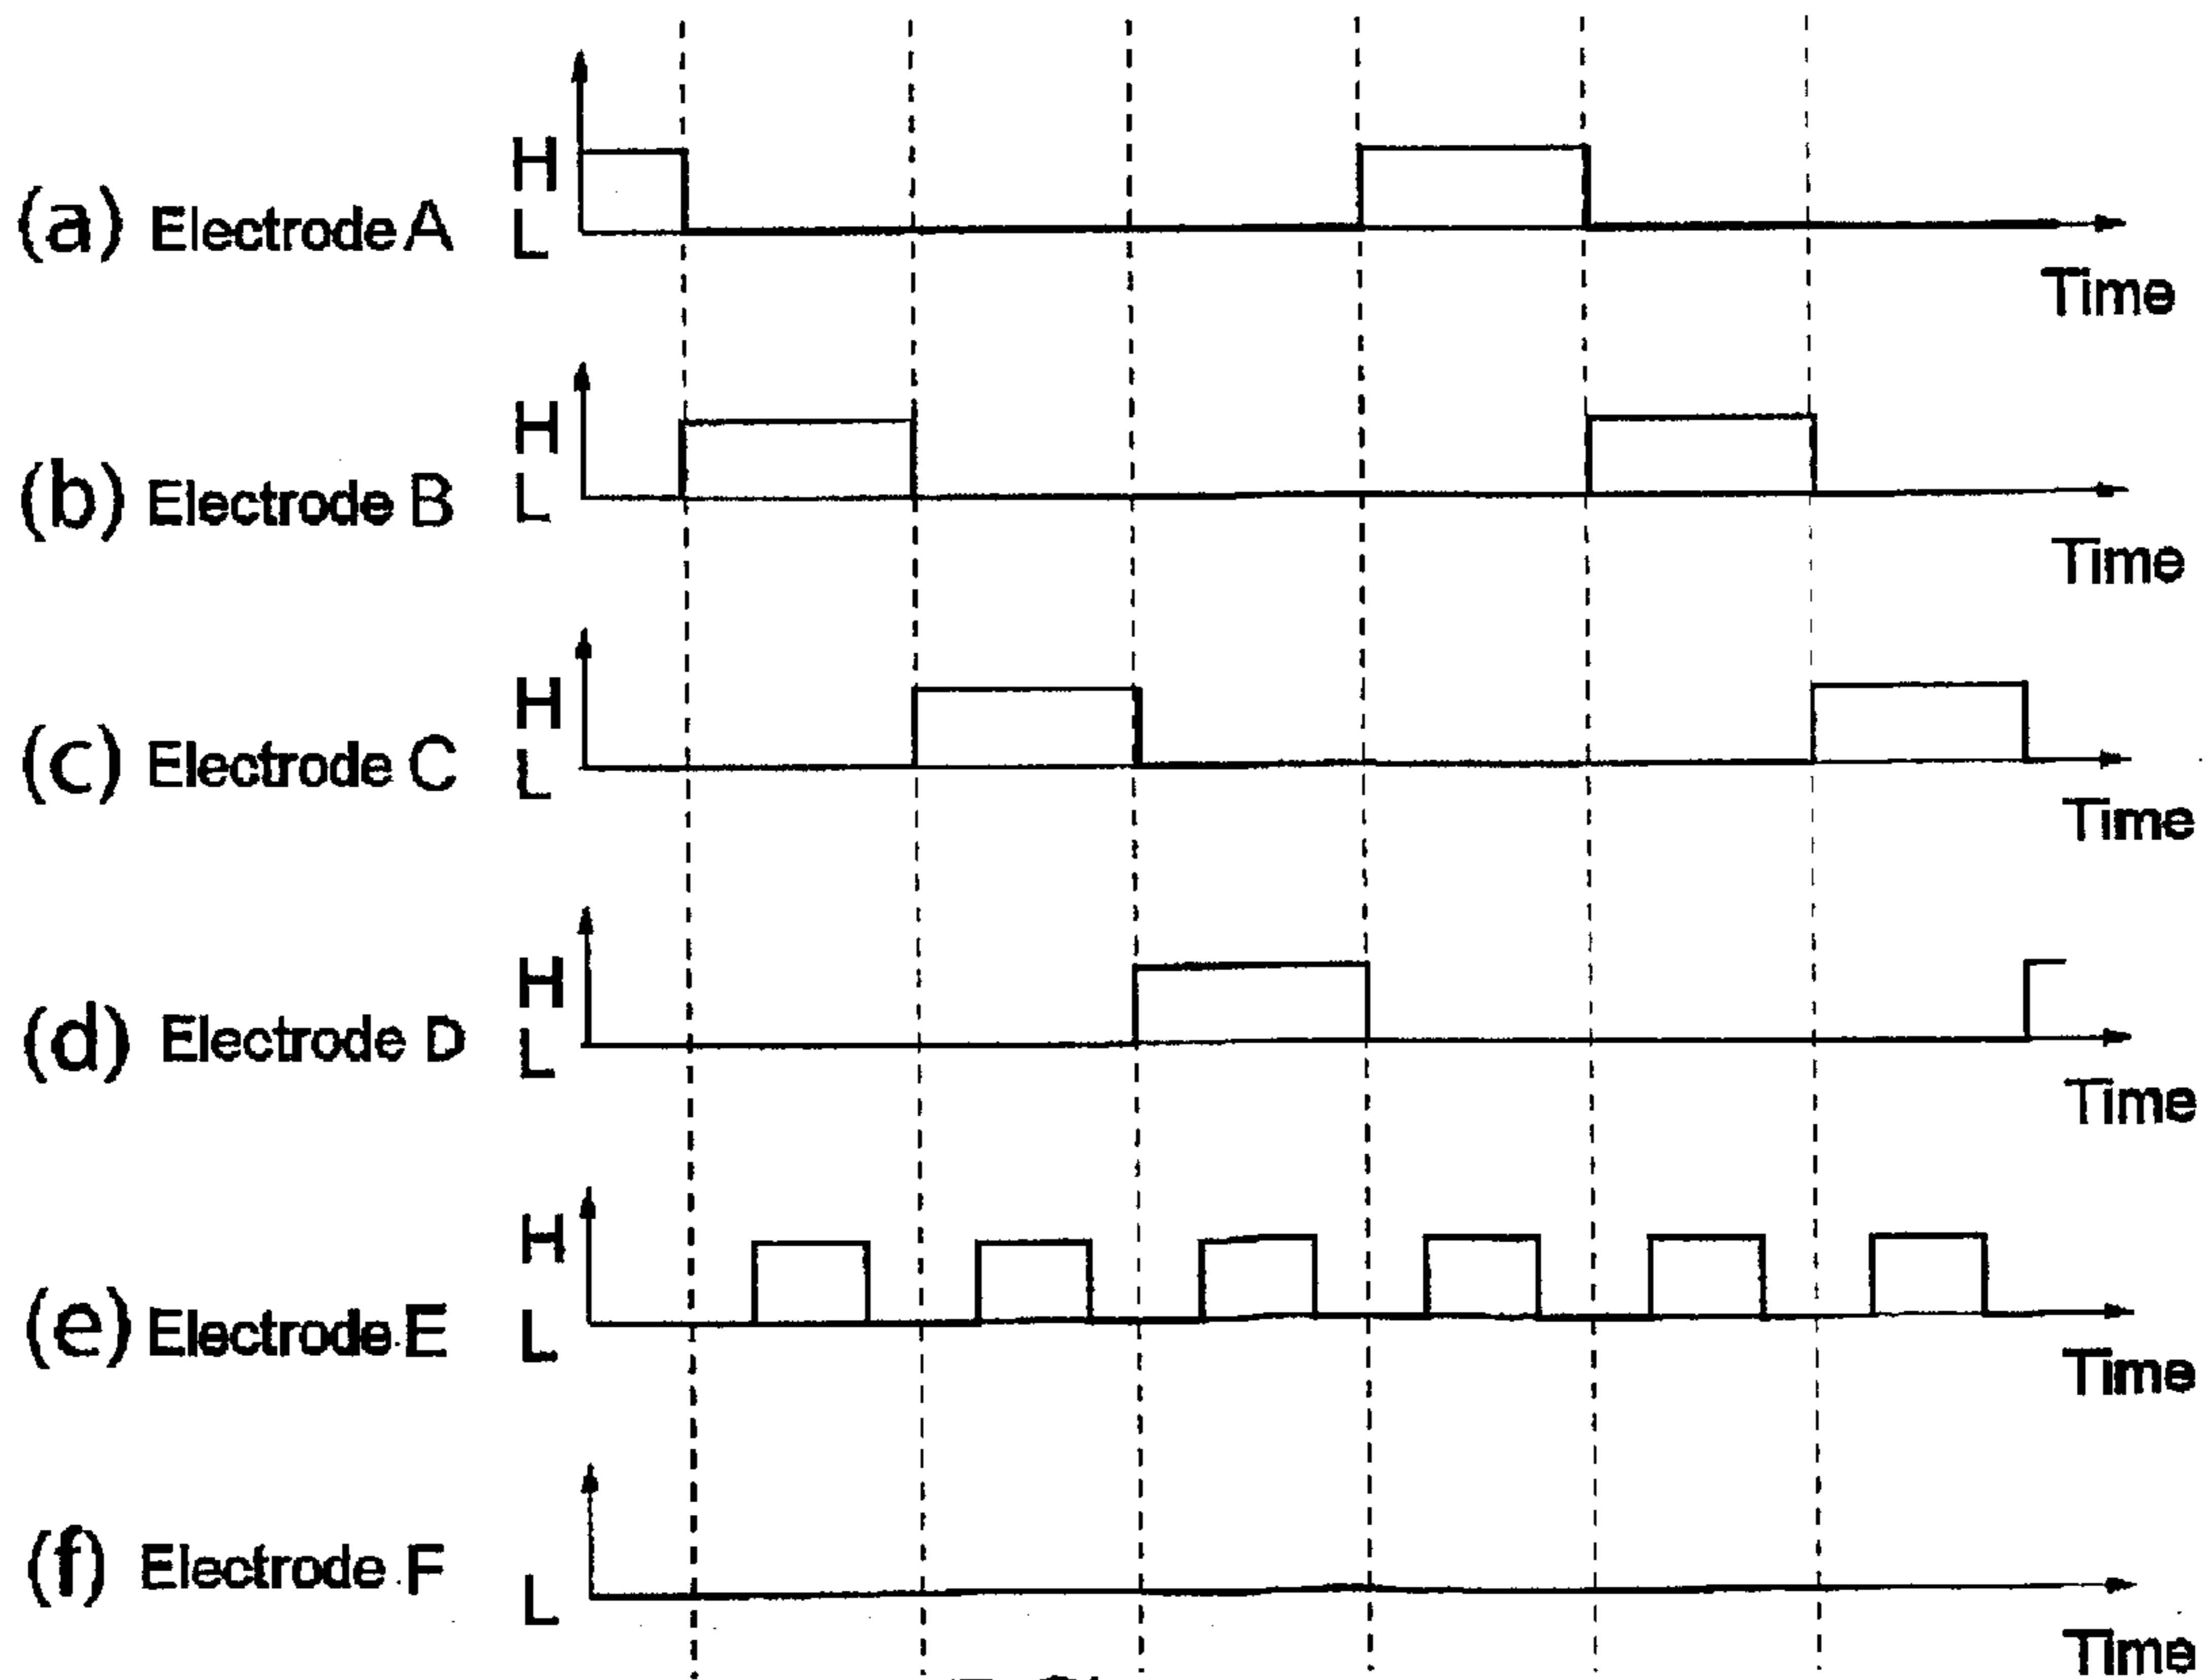 H
(a) Electrode A
L
Time
H
(b) Electrode B
L
Time
H
(c) Electrode C
L
Time
H
(d) Electrode D
L
Time
H
(e) Electrode E
L
Time
(f) Electrode F
L
Time